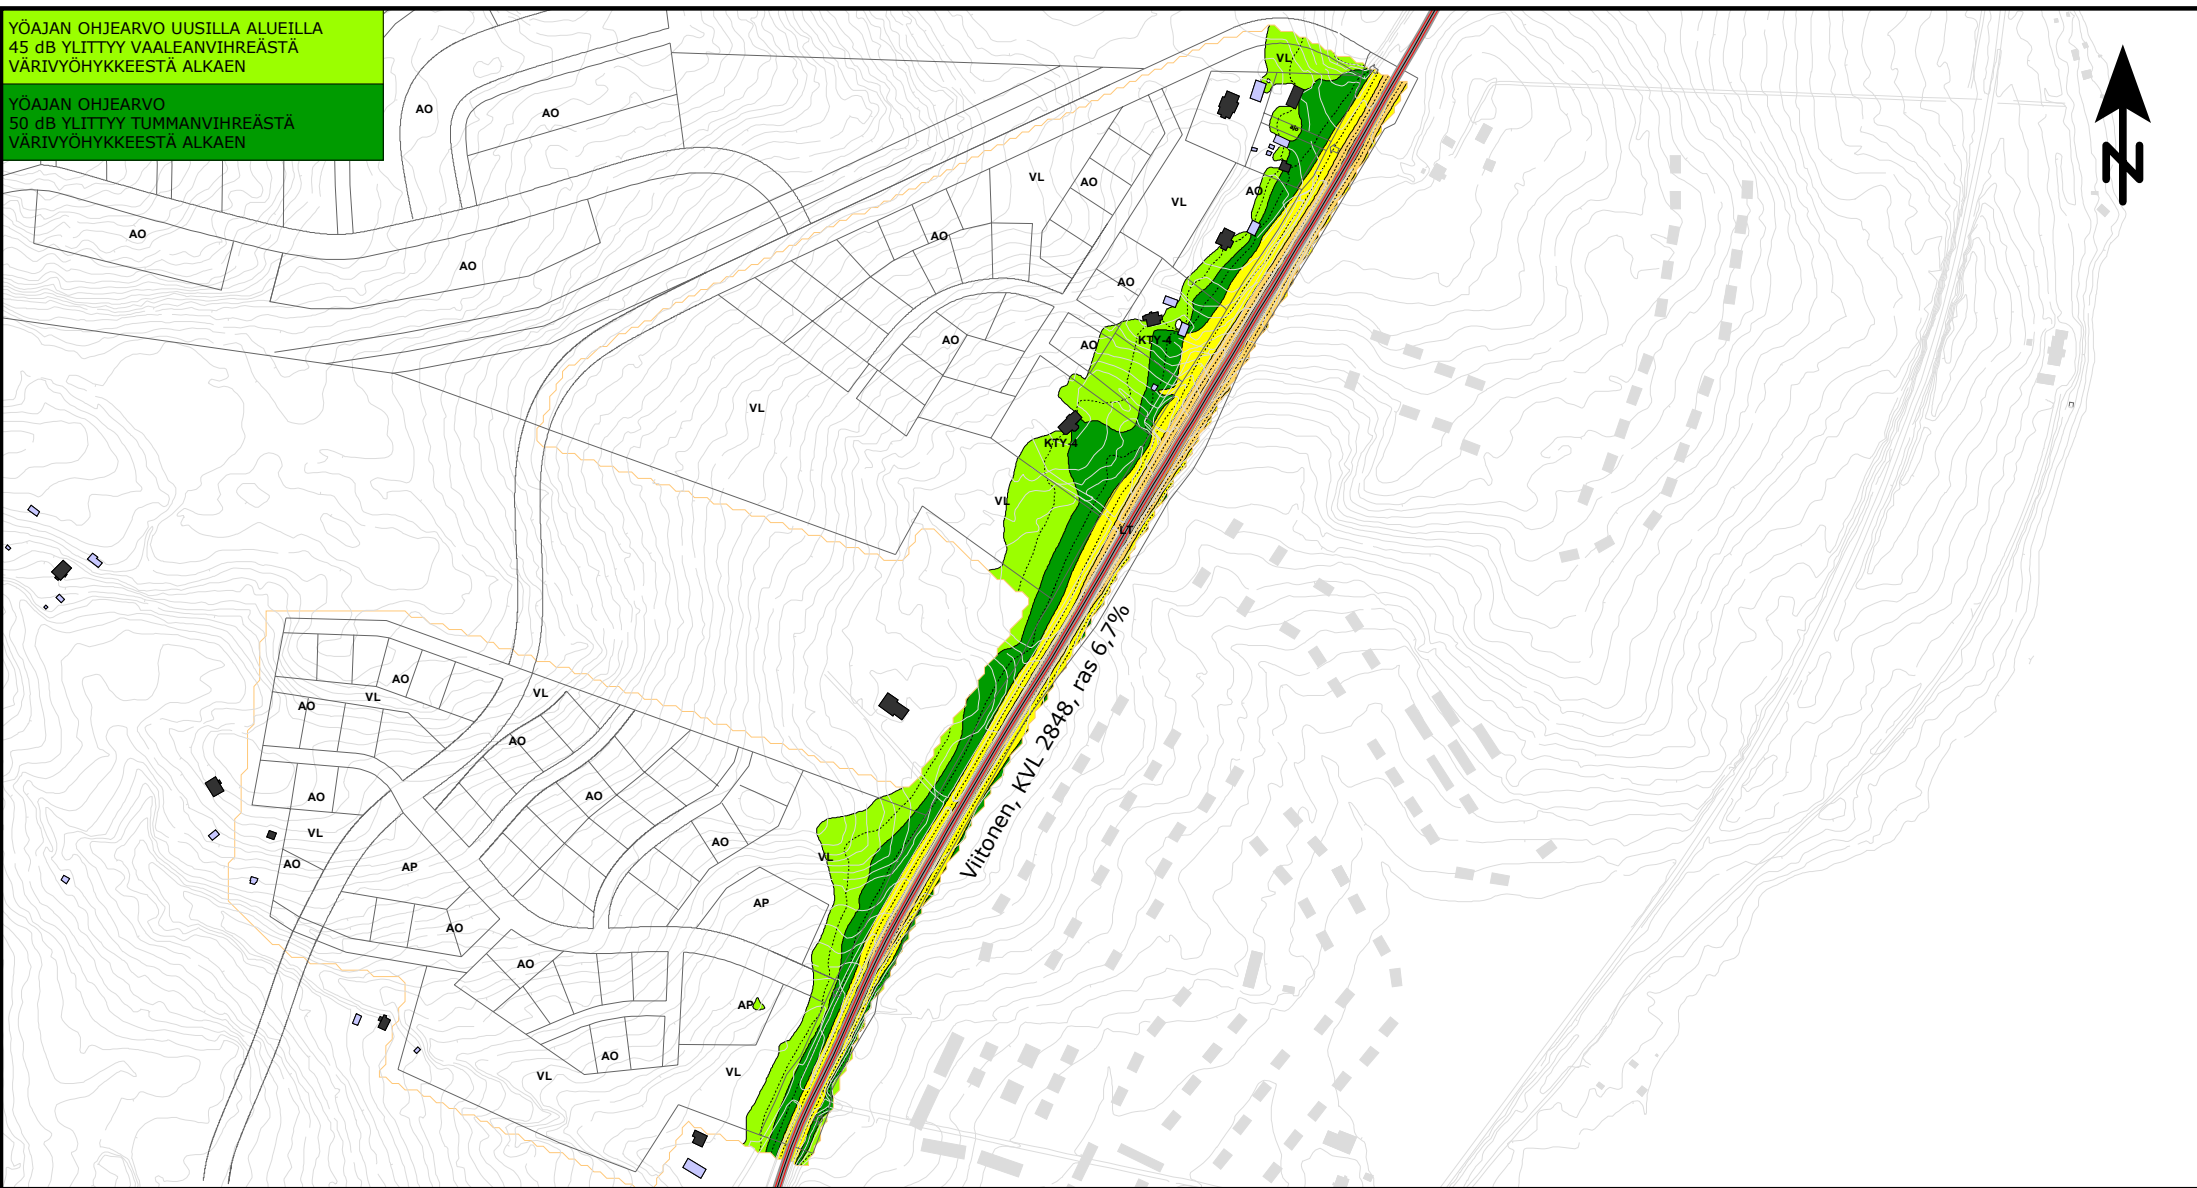 YÖAJAN OHJEARVO UUSILLA ALUEILLA
45 dB YLITTYY VAALEANVIHREÄSTÄ
VÄRIVYÖHYKKEESTÄ ALKAEN
YÖAJAN OHJEARVO
50 dB YLITTYY TUMMANVIHREÄSTÄ
VÄRIVYÖHYKKEESTÄ ALKAEN
N
VL
AO
AO
VL
AO
AO
VL
AO
AO
AO
AO
AO
AO
KTY-4
VL
KTY-4
VL
LT
Viitonen, KVL 2848, ras 6,7%
AO
VL
VL
AO
AO
AO
AO
VL
AO
VL
AO
AP
AP
AO
AO
AP
AO
VL
VL